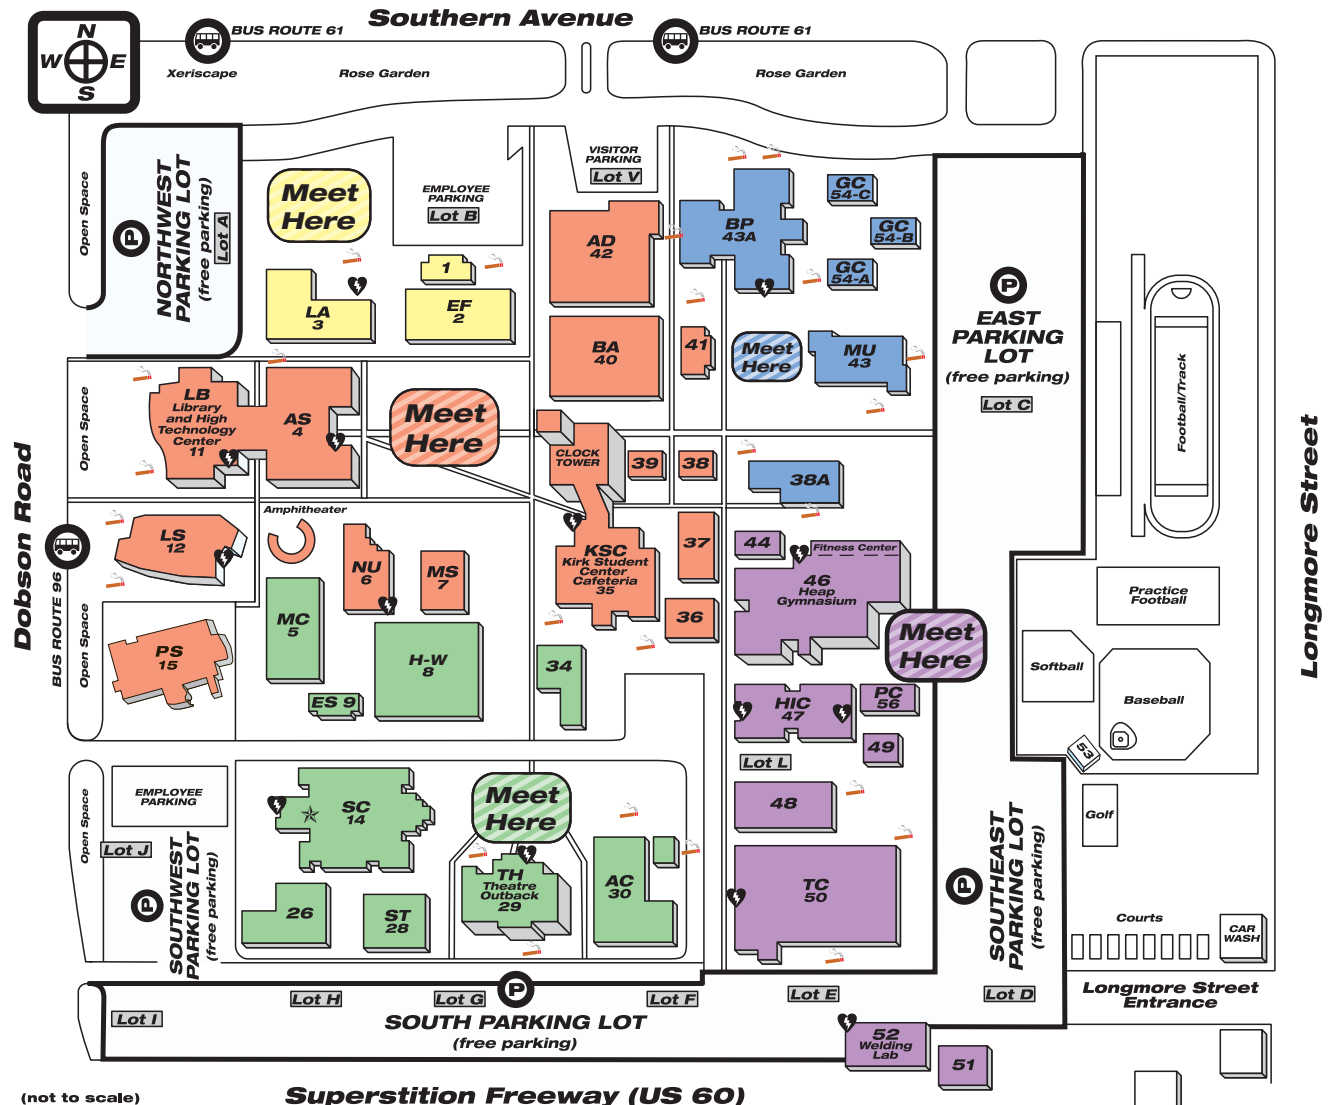 Southern Avenue
N
W
E
S
BUS ROUTE 61
BUS ROUTE 61
Xeriscape
Rose Garden
Rose Garden
Open Space
P
NORTHWEST
PARKING LOT
(free parking)
Lot A
Meet
Here
EMPLOYEE
PARKING
Lot B
VISITOR
PARKING
Lot V
1
LA
3
EF
2
AD
42
BA
40
41
BP
43A
GC
54-C
GC
54-B
GC
54-A
Meet
Here
MU
43
P
EAST
PARKING
LOT
(free parking)
Lot C
Football/Track
Open Space
LB
Library
and High
Technology
Center
11
AS
4
Meet
Here
CLOCK
TOWER
39
38
38A
Dobson Road
BUS ROUTE 96
Longmore Street
LS
12
Amphitheater
NU
6
MS
7
KSC
Kirk Student
Center
Cafeteria
35
37
36
44
Fitness Center
46
Heap
Gymnasium
Meet
Here
Practice
Football
Softball
Baseball
53
Golf
Open Space
PS
15
MC
5
H-W
8
ES 9
34
HIC
47
PC
56
49
Lot L
48
EMPLOYEE
PARKING
Open Space
Lot J
P
SOUTHWEST
PARKING LOT
(free parking)
SC
14
Meet
Here
26
ST
28
TH
Theatre
Outback
29
AC
30
TC
50
P
SOUTHEAST
PARKING LOT
(free parking)
Courts
CAR
WASH
Longmore Street
Entrance
Lot I
Lot H
Lot G
P
Lot F
Lot E
Lot D
SOUTH PARKING LOT
(free parking)
52
Welding
Lab
51
(not to scale)
Superstition Freeway (US 60)